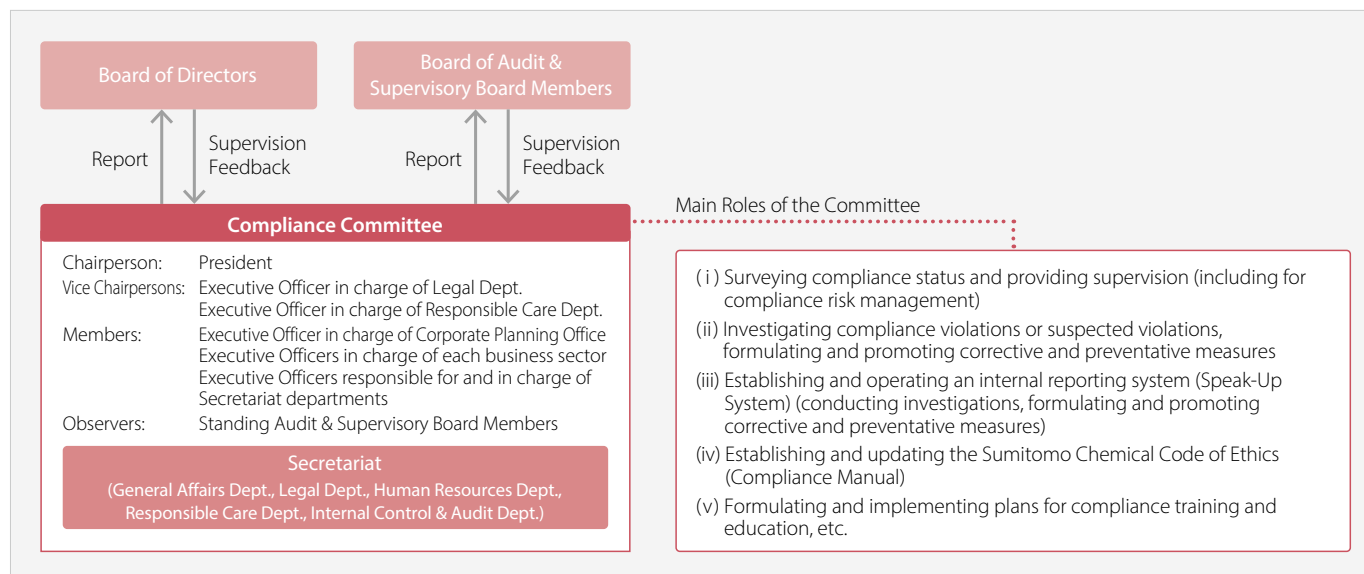 Board of Directors
Board of Audit &
Supervisory Board Members
Report
Supervision
Feedback
Report
Supervision
Feedback
Compliance Committee
Chairperson: President
Vice Chairpersons: Executive Officer in charge of Legal Dept.
Executive Officer in charge of Responsible Care Dept.
Members: Executive Officer in charge of Corporate Planning Office
Executive Officers in charge of each business sector
Executive Officers responsible for and in charge of
Secretariat departments
Observers: Standing Audit & Supervisory Board Members
Secretariat
(General Affairs Dept., Legal Dept., Human Resources Dept.,
Responsible Care Dept., Internal Control & Audit Dept.)
Main Roles of the Committee
(i) Surveying compliance status and providing supervision (including for
compliance risk management)
(ii) Investigating compliance violations or suspected violations,
formulating and promoting corrective and preventative measures
(iii) Establishing and operating an internal reporting system (Speak-Up
System) (conducting investigations, formulating and promoting
corrective and preventative measures)
(iv) Establishing and updating the Sumitomo Chemical Code of Ethics
(Compliance Manual)
(v) Formulating and implementing plans for compliance training and
education, etc.